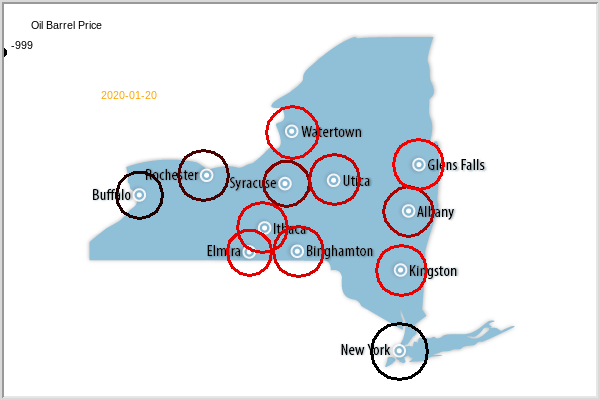 Oil Barrel Price
-999
2020-01-20
Watertown
Glens Falls
Rochester
Syracuse
Utica
Buffalo
Albany
Ithaca
Elmira
Binghamton
Kingston
New York